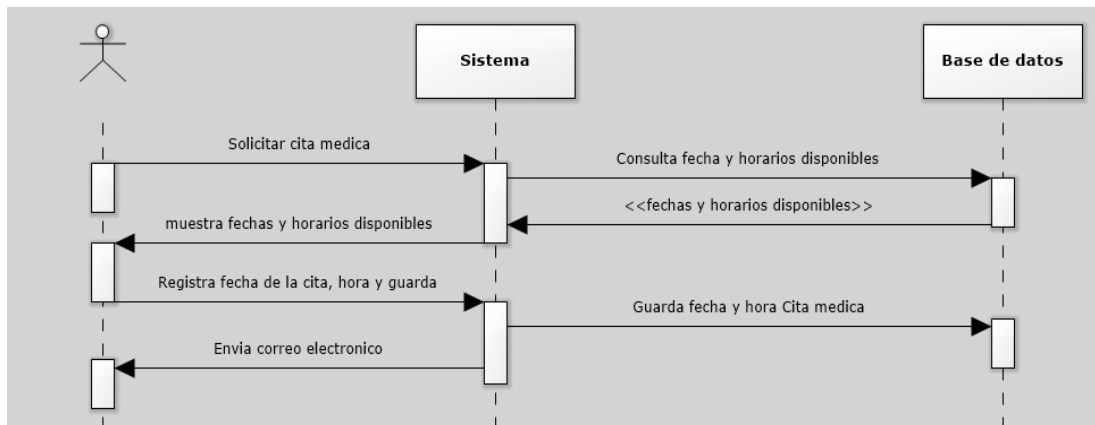 Sistema
Base de datos
Solicitar cita medica
Consulta fecha y horarios disponibles
<<fechas y horarios disponibles>>
muestra fechas y horarios disponibles
Registra fecha de la cita, hora y guarda
Guarda fecha y hora Cita medica
Envia correo electronico